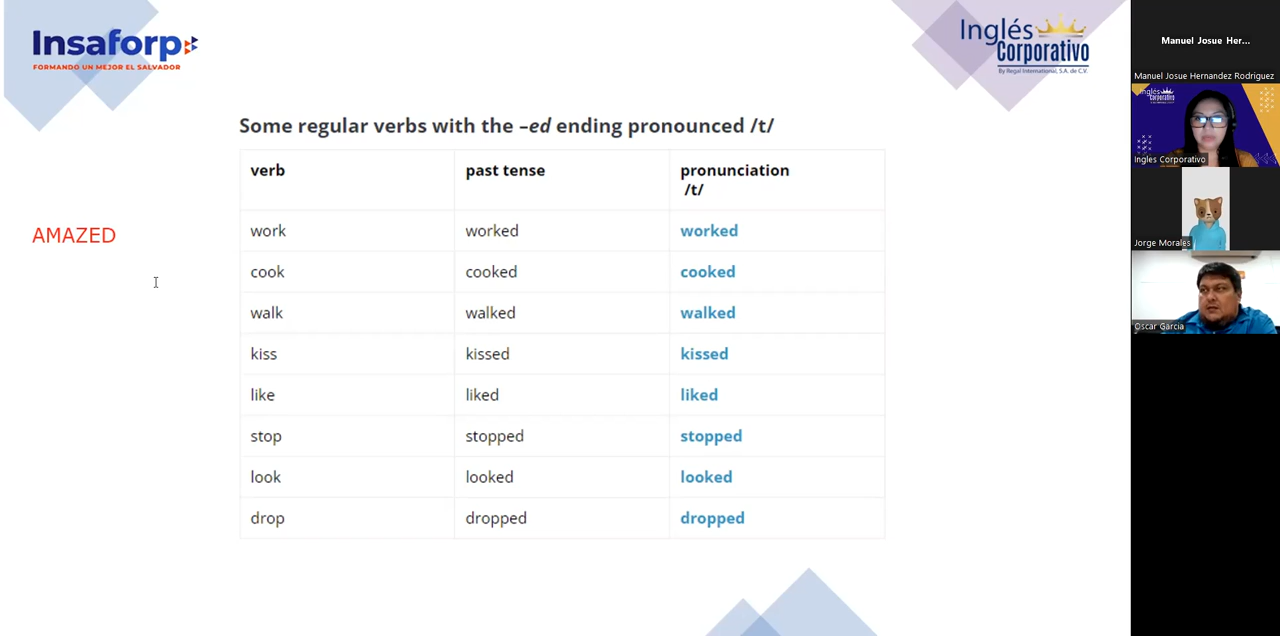 Insaforp
FORMANDO UN MEJOR EL SALVADOR
Inglés
Corporativo
By Regal International, S.A. de C.V.
Some regular verbs with the –ed ending pronounced /t/
verb past tense pronunciation
/t/
work worked worked
AMAZED
cook cooked cooked
walk walked walked
kiss kissed kissed
like liked liked
stop stopped stopped
look looked looked
drop dropped dropped
Manuel Josue Her...
Manuel Josue Hernandez Rodriguez
Inglés
Corporativo
Ingles Corporativo
Jorge Morales
Oscar Garcia